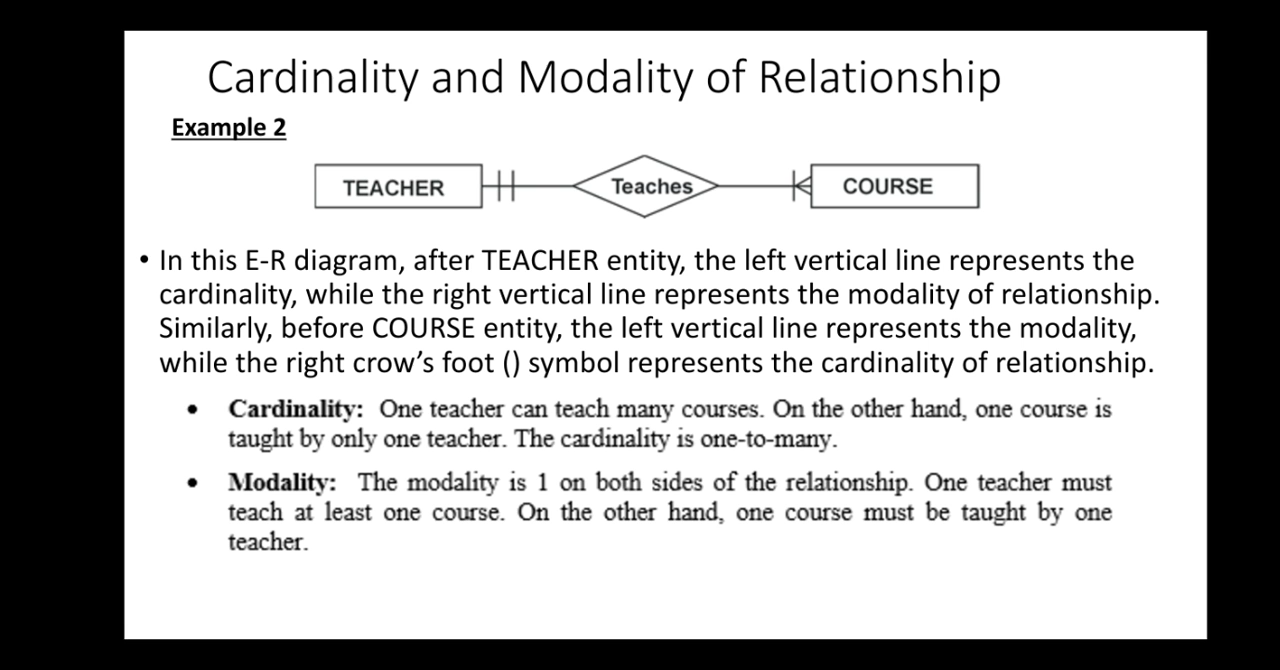 Cardinality and Modality of Relationship
Example 2
TEACHER Teaches COURSE
• In this E-R diagram, after TEACHER entity, the left vertical line represents the
cardinality, while the right vertical line represents the modality of relationship.
Similarly, before COURSE entity, the left vertical line represents the modality,
while the right crow’s foot () symbol represents the cardinality of relationship.
• Cardinality: One teacher can teach many courses. On the other hand, one course is
taught by only one teacher. The cardinality is one-to-many.
• Modality: The modality is 1 on both sides of the relationship. One teacher must
teach at least one course. On the other hand, one course must be taught by one
teacher.